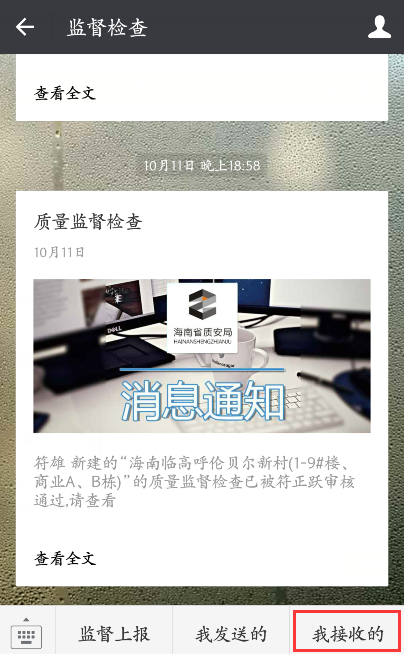 监督检查
查看全文
10月11日 晚上18:58
质量监督检查
10月11日
DELL
海南省质安局
HAINANSHENGZHIANJU
消息通知
符雄 新建的“海南临高呼伦贝尔新村(1-9#楼、
商业A、B栋)”的质量监督检查已被符正跃审核
通过,请查看
查看全文
监督上报
我发送的
我接收的